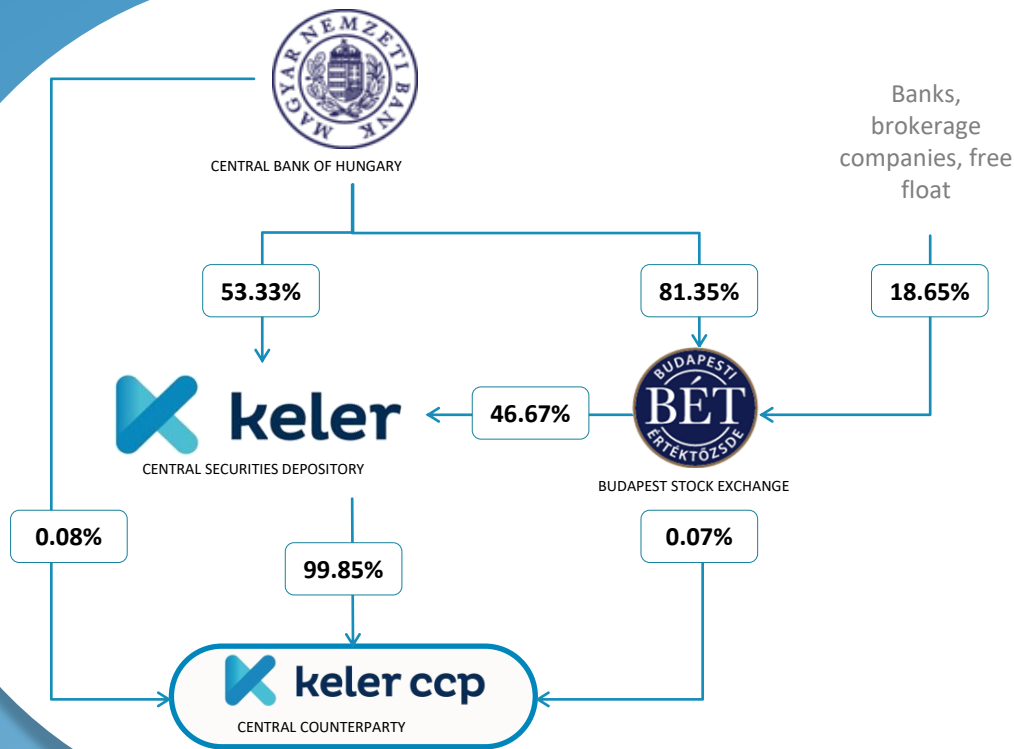 MAGYAR NEMZETI BANK
CENTRAL BANK OF HUNGARY
Banks,
brokerage
companies, free
float
53.33%
81.35%
18.65%
keler
CENTRAL SECURITIES DEPOSITORY
46.67%
BUDAPESTI
BÉT
ÉRTÉKTŐZSDE
BUDAPEST STOCK EXCHANGE
0.08%
99.85%
0.07%
keler ccp
CENTRAL COUNTERPARTY